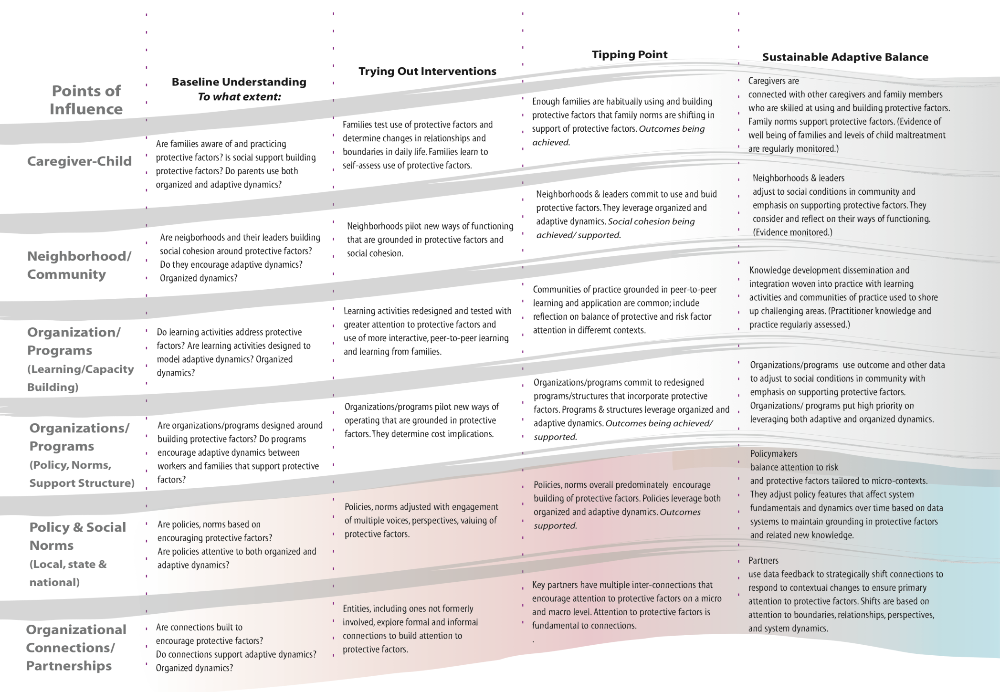 Points of
Influence
Baseline Understanding
To what extent:
Trying Out Interventions
Tipping Point
Sustainable Adaptive Balance
Caregiver-Child
Are families aware of and practicing
protective factors? Is social support building
protective factors? Do parents use both
organized and adaptive dynamics?
Families test use of protective factors and
determine changes in relationships and
boundaries in daily life. Families learn to
self-assess use of protective factors.
Enough families are habitually using and building
protective factors that family norms are shifting in
support of protective factors. Outcomes being
achieved.
Caregivers are
connected with other caregivers and family members
who are skilled at using and building protective factors.
Family norms support protective factors. (Evidence of
well being of families and levels of child maltreatment
are regularly monitored.)
Neighborhood/
Community
Are neigborhoods and their leaders building
social cohesion around protective factors?
Do they encourage adaptive dynamics?
Organized dynamics?
Neighborhoods pilot new ways of functioning
that are grounded in protective factors and
social cohesion.
Neighborhoods & leaders commit to use and buid
protective factors. They leverage organized and
adaptive dynamics. Social cohesion being
achieved/ supported.
Neighborhoods & leaders
adjust to social conditions in community and
emphasis on supporting protective factors. They
consider and reflect on their ways of functioning.
(Evidence monitored.)
Organization/
Programs
(Learning/Capacity
Building)
Do learning activities address protective
factors? Are learning activities designed to
model adaptive dynamics? Organized
dynamics?
Learning activities redesigned and tested with
greater attention to protective factors and
use of more interactive, peer-to-peer learning
and learning from families.
Communities of practice grounded in peer-to-peer
learning and application are common; include
reflection on balance of protective and risk factor
attention in differemt contexts.
Knowledge development dissemination and
integration woven into practice with learning
activities and communities of practice used to shore
up challenging areas. (Practitioner knowledge and
practice regularly assessed.)
Organizations/
Programs
(Policy, Norms,
Support Structure)
Are organizations/programs designed around
building protective factors? Do programs
encourage adaptive dynamics between
workers and families that support protective
factors?
Organizations/programs pilot new ways of
operating that are grounded in protective
factors. They determine cost implications.
Organizations/programs commit to redesigned
programs/structures that incorporate protective
factors. Programs & structures leverage organized and
adaptive dynamics. Outcomes being achieved/
supported.
Organizations/programs use outcome and other data
to adjust to social conditions in community with
emphasis on supporting protective factors.
Organizations/ programs put high priority on
leveraging both adaptive and organized dynamics.
Policy & Social
Norms
(Local, state &
national)
Are policies, norms based on
encouraging protective factors?
Are policies attentive to both organized and
adaptive dynamics?
Policies, norms adjusted with engagement
of multiple voices, perspectives, valuing of
protective factors.
Policies, norms overall predominately encourage
building of protective factors. Policies leverage both
organized and adaptive dynamics. Outcomes
supported.
Policymakers
balance attention to risk
and protective factors tailored to micro-contexts.
They adjust policy features that affect system
fundamentals and dynamics over time based on data
systems to maintain grounding in protective factors
and related new knowledge.
Organizational
Connections/
Partnerships
Are connections built to
encourage protective factors?
Do connections support adaptive dynamics?
Organized dynamics?
Entities, including ones not formerly
involved, explore formal and informal
connections to build attention to
protective factors.
Key partners have multiple inter-connections that
encourage attention to protective factors on a micro
and macro level. Attention to protective factors is
fundamental to connections.
.
Partners
use data feedback to strategically shift connections to
respond to contextual changes to ensure primary
attention to protective factors. Shifts are based on
attention to boundaries, relationships, perspectives,
and system dynamics.